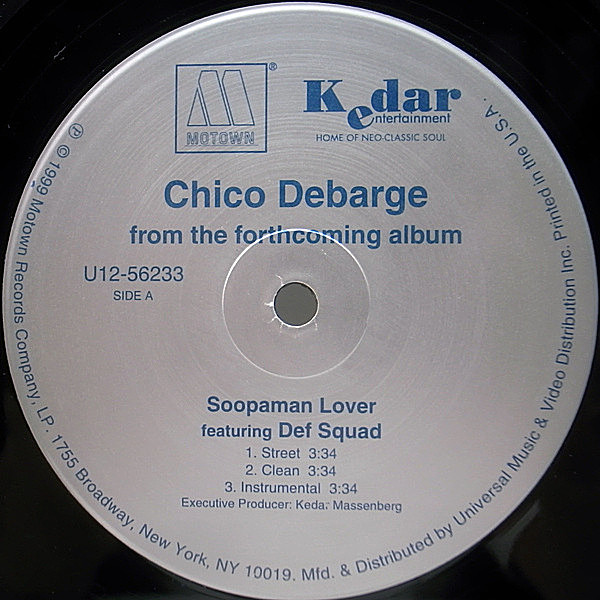 MOTOWN®
Kedar
entertainment
HOME OF NEO-CLASSIC SOUL
Chico Debarge
from the forthcoming album
U12-56233
SIDE A
Soopaman Lover
featuring Def Squad
1. Street 3:34
2. Clean 3:34
3. Instrumental 3:34
Executive Producer: Kedar Massenberg
℗ © 1999 Motown Records Company, LP. 1755 Broadway, New York, NY 10019. Mfd. & Distributed by Universal Music & Video Distribution Inc. Printed in the U.S.A.